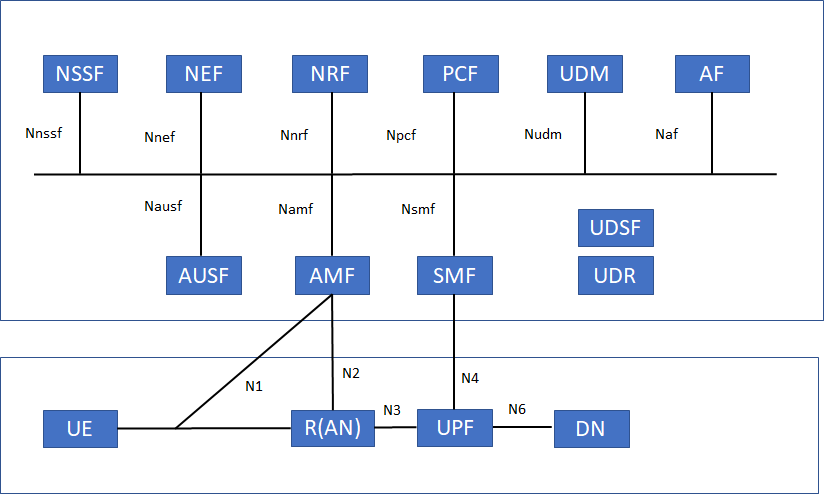 NSSF NEF NRF PCF UDM AF
Nnssf Nnef Nnrf Npcf Nudm Naf
Nausf Namf Nsmf
UDSF
AUSF AMF SMF UDR
N1 N2 N4
N3 N6
UE R(AN) UPF DN